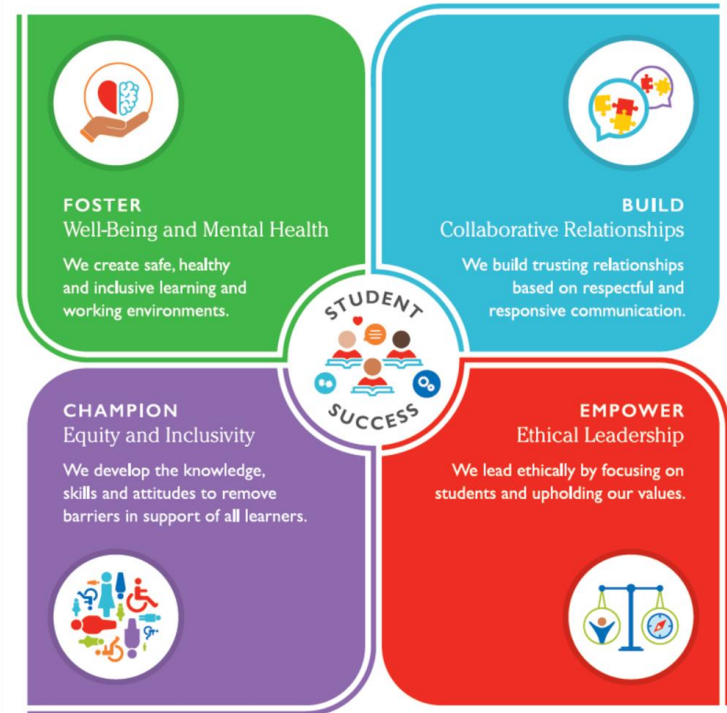 FOSTER
Well-Being and Mental Health
We create safe, healthy
and inclusive learning and
working environments.
BUILD
Collaborative Relationships
We build trusting relationships
based on respectful and
responsive communication.
STUDENT
SUCCESS
CHAMPION
Equity and Inclusivity
We develop the knowledge,
skills and attitudes to remove
barriers in support of all learners.
EMPOWER
Ethical Leadership
We lead ethically by focusing on
students and upholding our values.